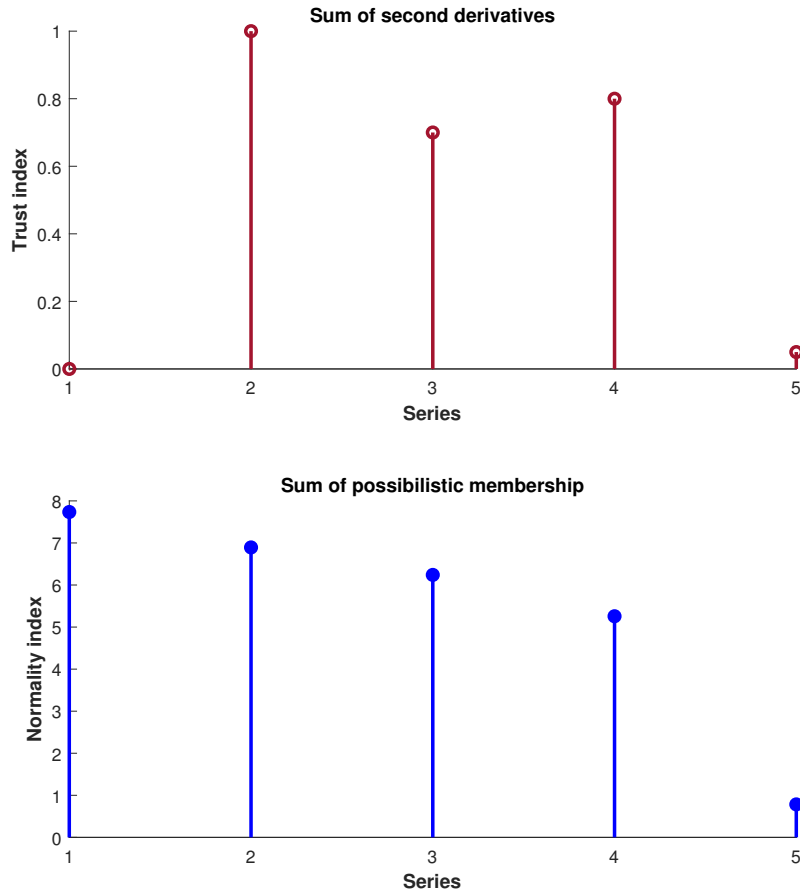 Sum of second derivatives
1
0.8
0.6
0.4
0.2
0
Trust index
1 2 3 4 5
Series
Sum of possibilistic membership
8
7
6
5
4
3
2
1
0
Normality index
1 2 3 4 5
Series